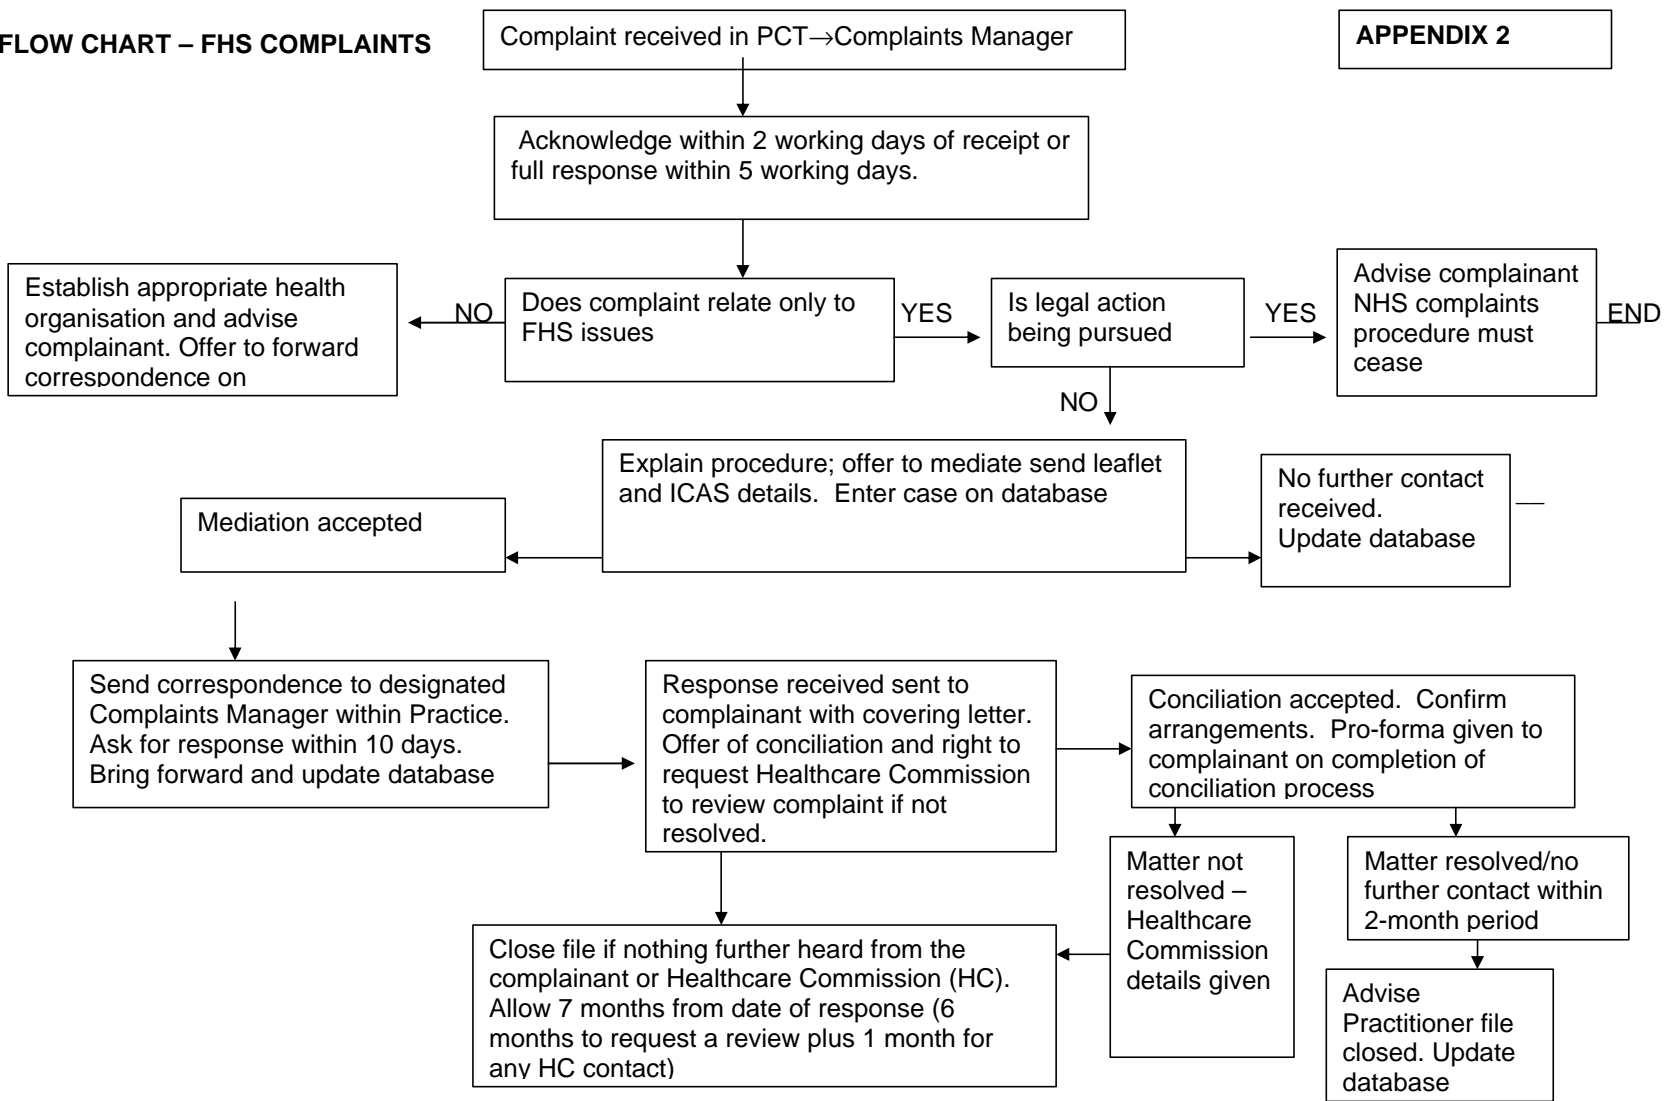 FLOW CHART – FHS COMPLAINTS
Complaint received in PCT→Complaints Manager
APPENDIX 2
Acknowledge within 2 working days of receipt or
full response within 5 working days.
Establish appropriate health
organisation and advise
complainant. Offer to forward
correspondence on
NO
Does complaint relate only to
FHS issues
YES
Is legal action
being pursued
YES
Advise complainant
NHS complaints
procedure must
cease
END
NO
Explain procedure; offer to mediate send leaflet
and ICAS details. Enter case on database
No further contact
received.
Update database
Mediation accepted
Send correspondence to designated
Complaints Manager within Practice.
Ask for response within 10 days.
Bring forward and update database
Response received sent to
complainant with covering letter.
Offer of conciliation and right to
request Healthcare Commission
to review complaint if not
resolved.
Conciliation accepted. Confirm
arrangements. Pro-forma given to
complainant on completion of
conciliation process
Matter not
resolved –
Healthcare
Commission
details given
Matter resolved/no
further contact within
2-month period
Close file if nothing further heard from the
complainant or Healthcare Commission (HC).
Allow 7 months from date of response (6
months to request a review plus 1 month for
any HC contact)
Advise
Practitioner file
closed. Update
database